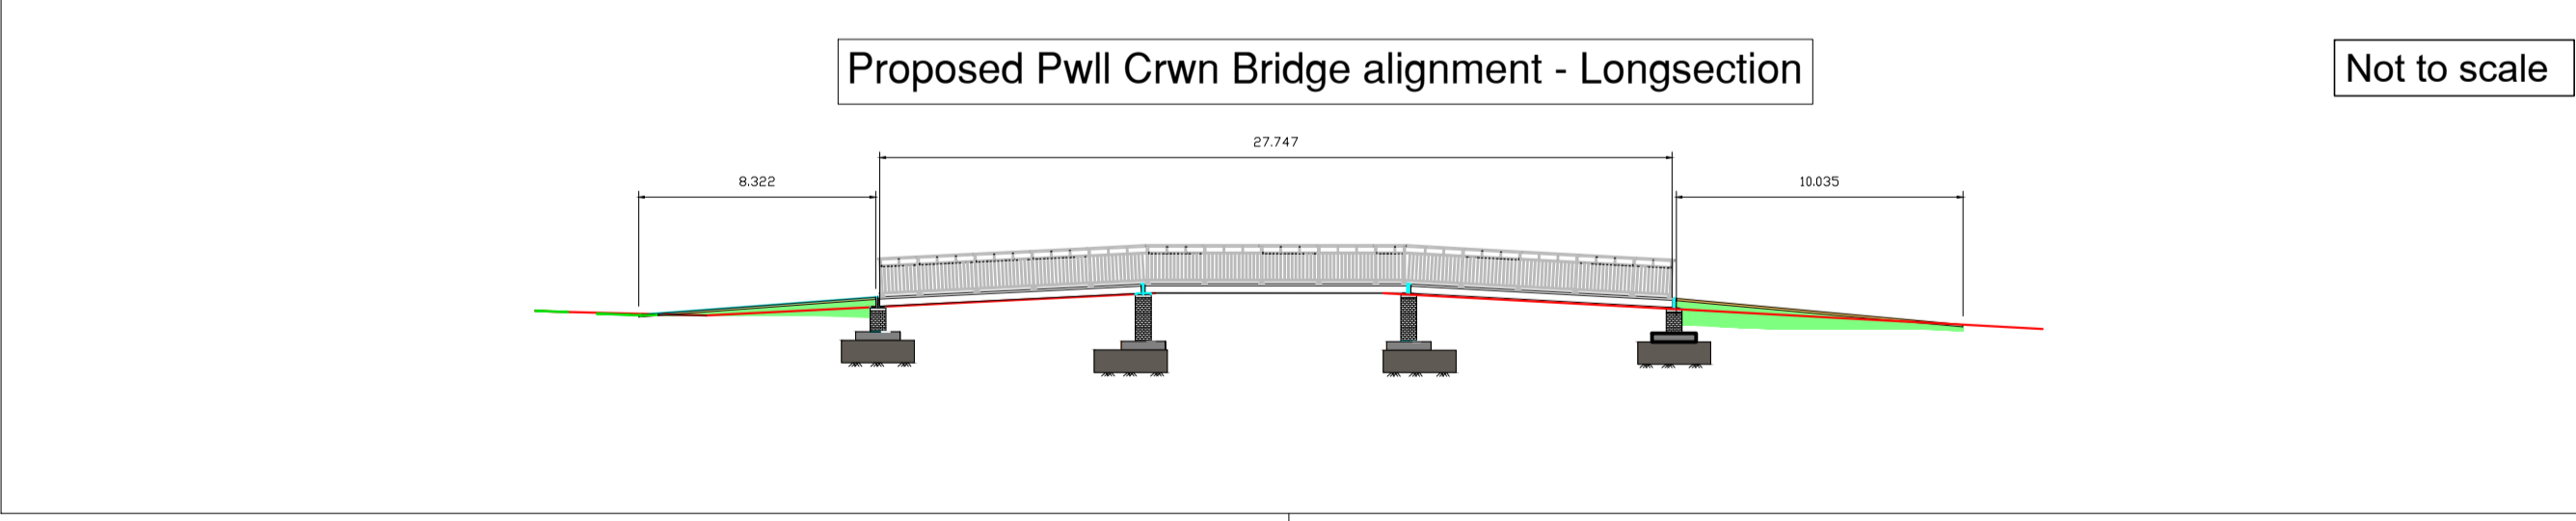 Proposed Pwll Crwn Bridge alignment - Longsection
Not to scale
27.747
8.322
10.035